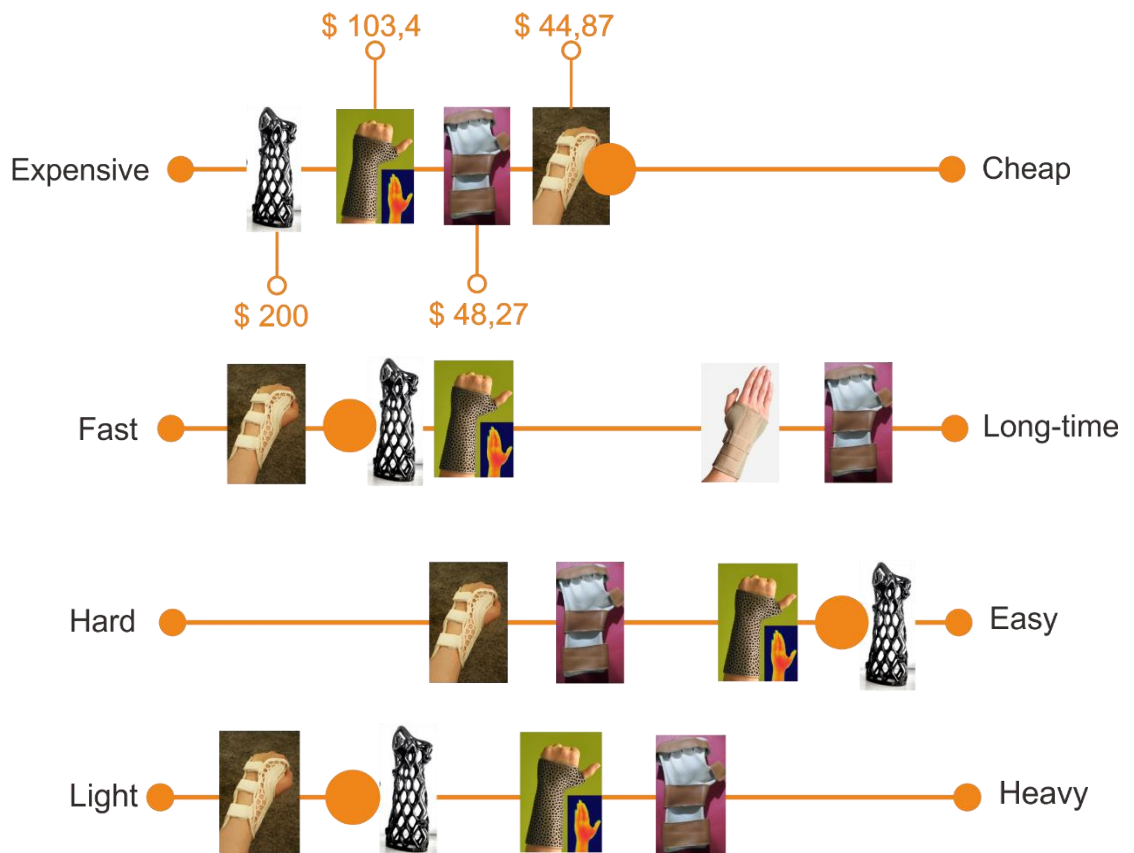 $ 103,4
$ 44,87
Expensive
Cheap
$ 200
$ 48,27
Fast
Long-time
Hard
Easy
Light
Heavy